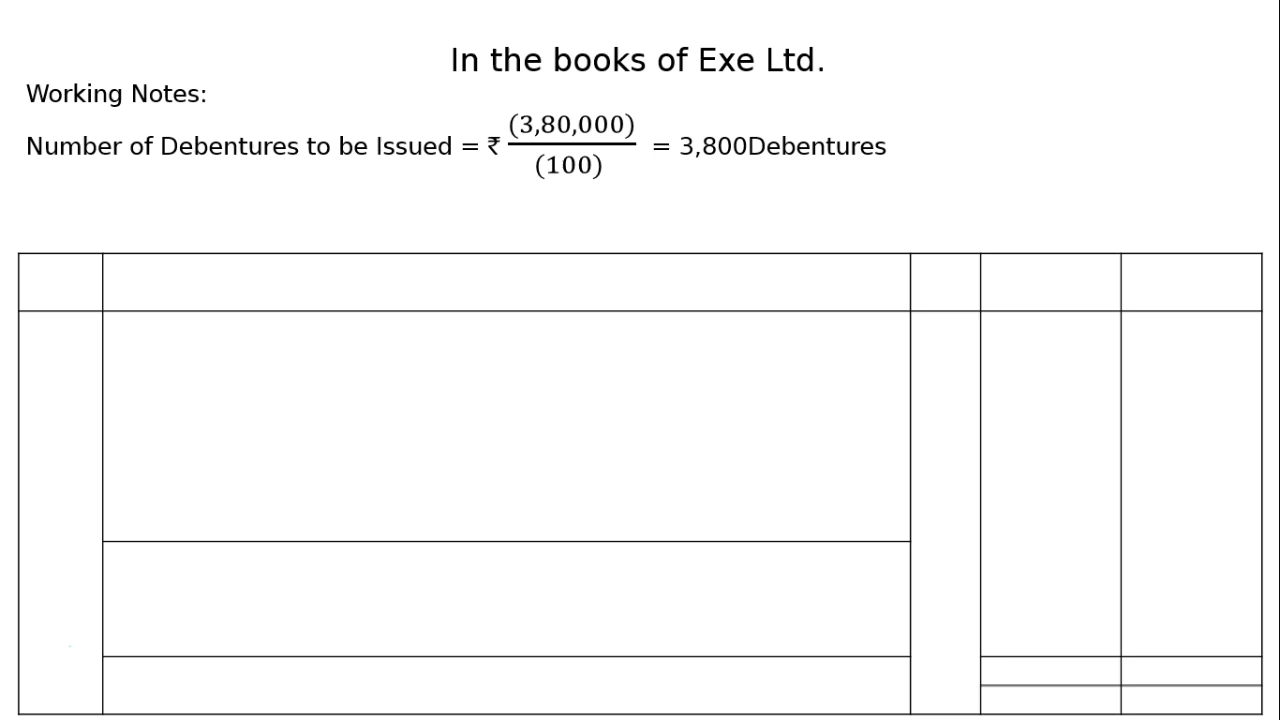 In the books of Exe Ltd.
Working Notes:
Number of Debentures to be Issued = ₹ (3,80,000)/(100) = 3,800Debentures